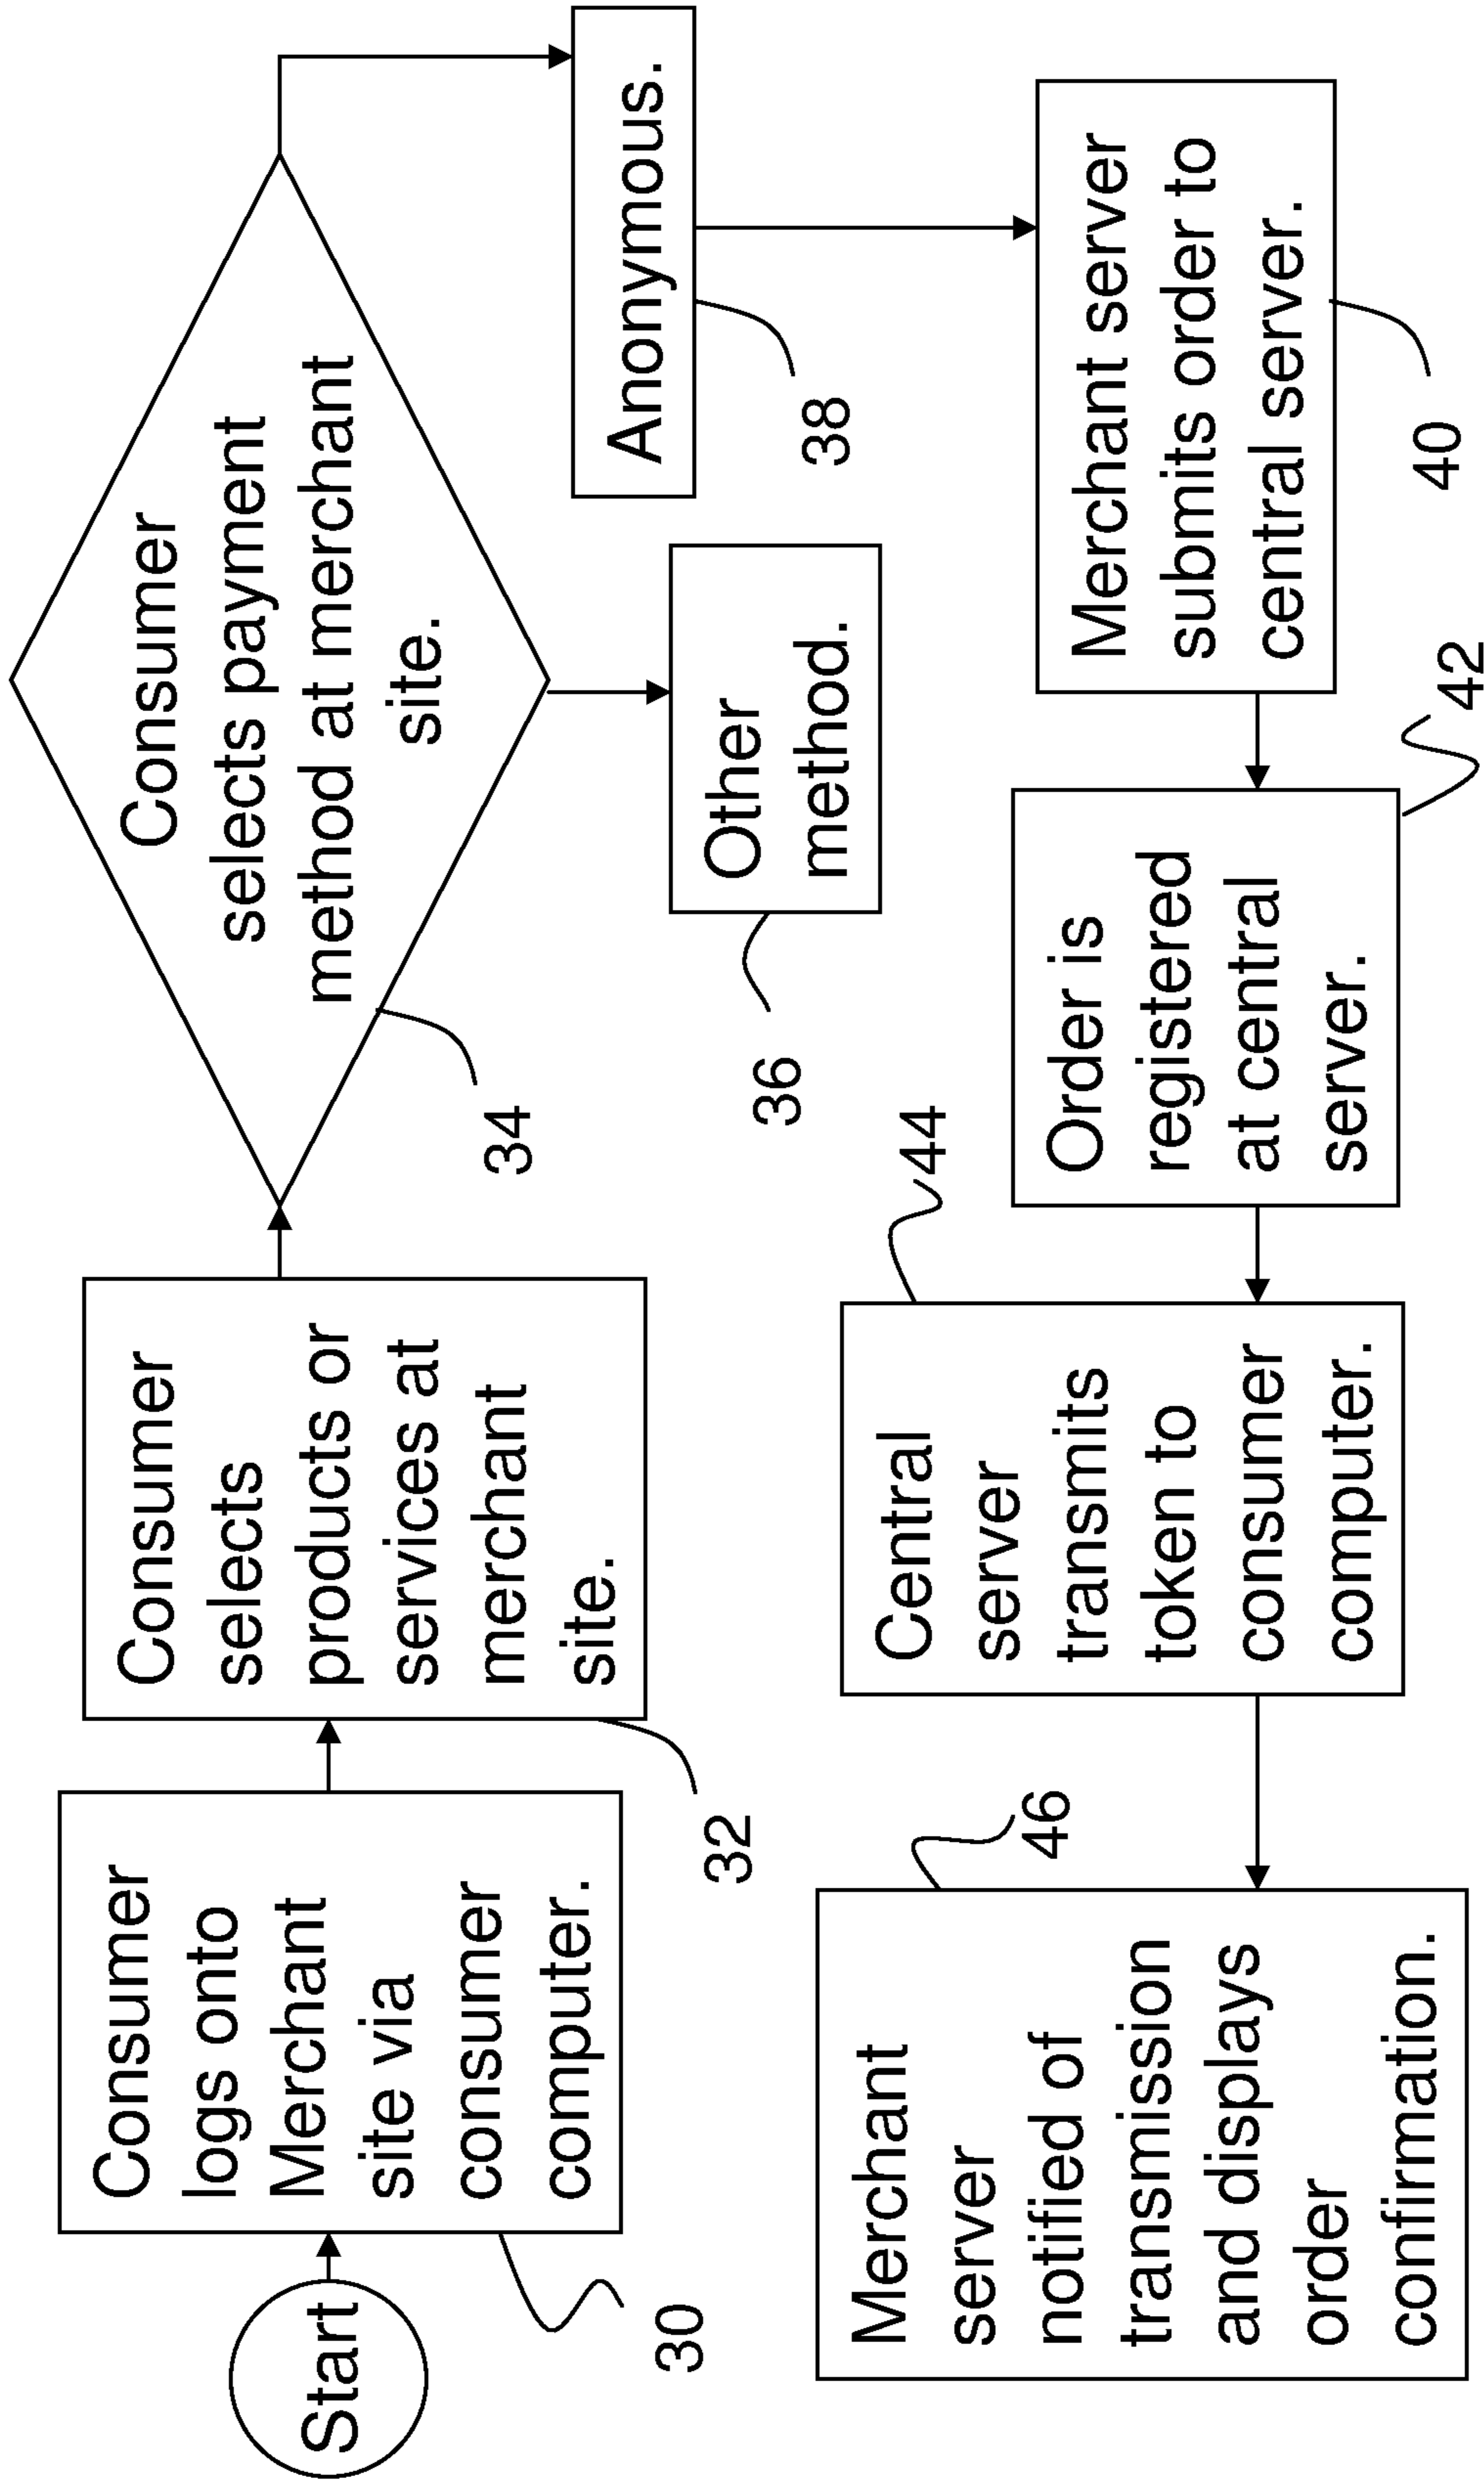 Start
Consumer
logs onto
Merchant
site via
consumer
computer.
30
Consumer
selects
products or
services at
merchant
site.
32
Consumer
selects payment
method at merchant
site.
34
Other
method.
36
Anonymous.
38
Merchant server
submits order to
central server.
40
Order is
registered
at central
server.
42
Central
server
transmits
token to
consumer
computer.
44
Merchant
server
notified of
transmission
and displays
order
confirmation.
46